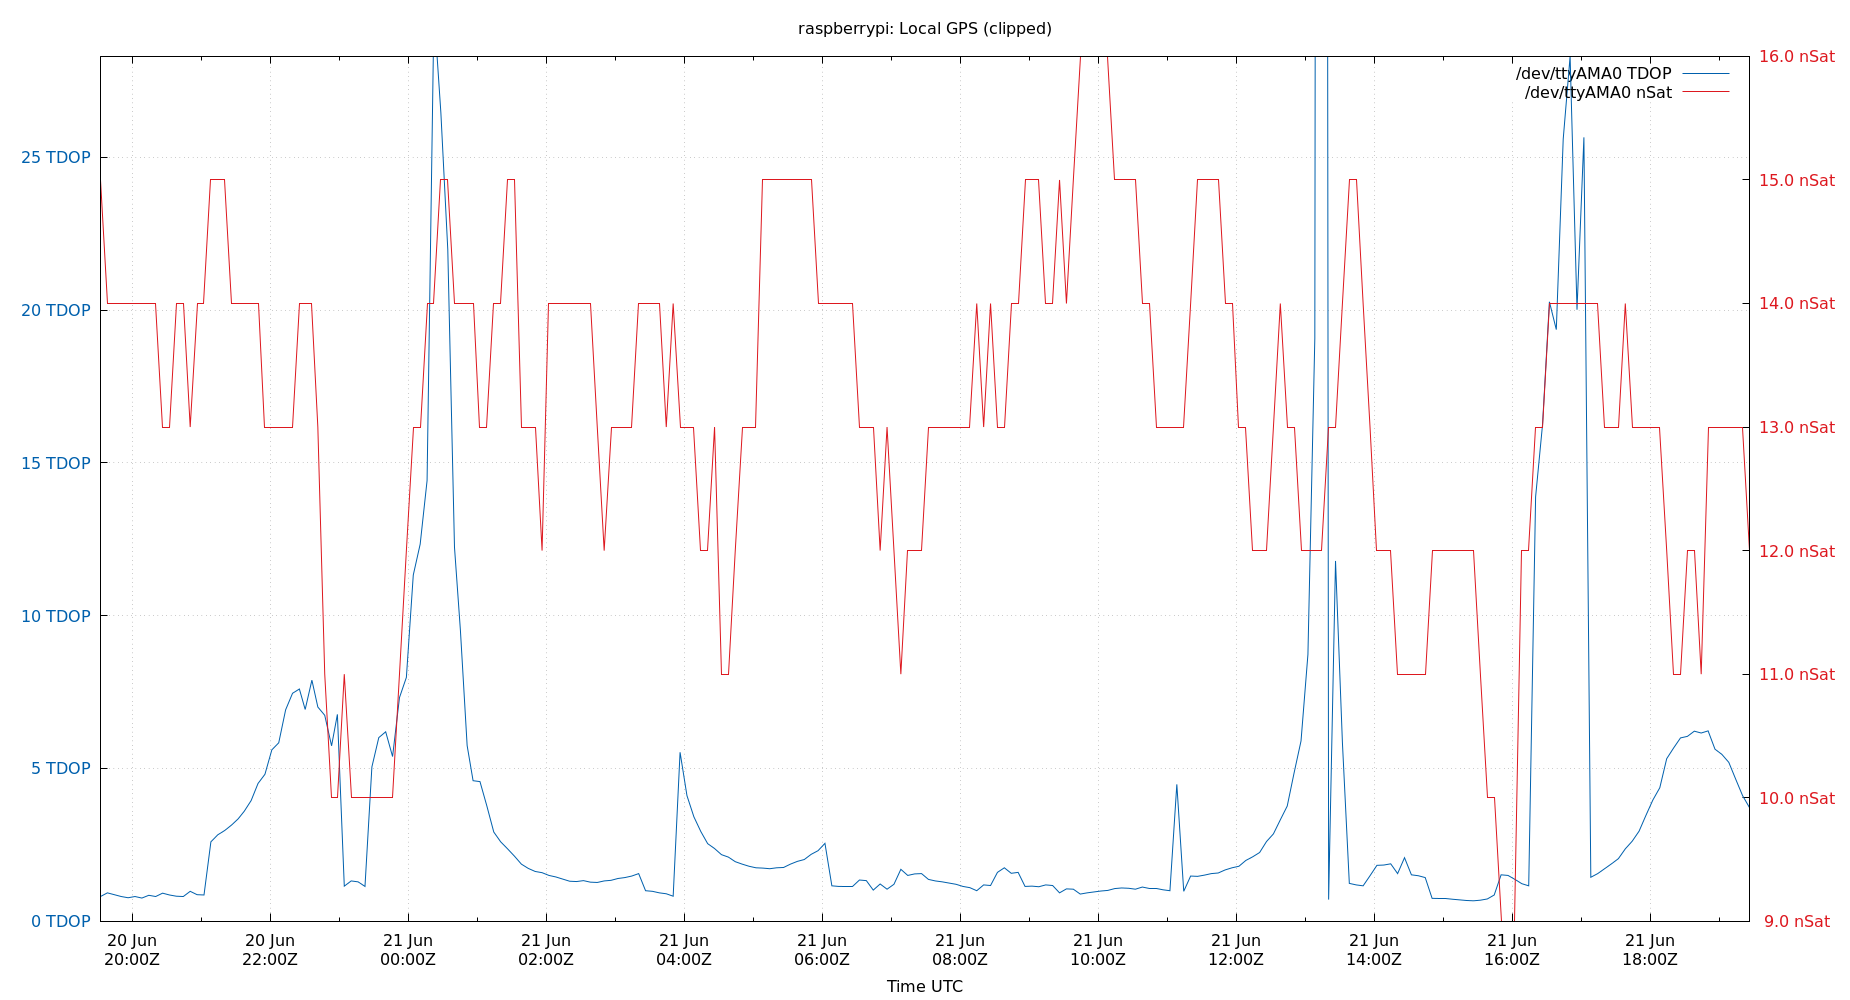 raspberrypi: Local GPS (clipped)
/dev/ttyAMA0 TDOP
/dev/ttyAMA0 nSat
25 TDOP
20 TDOP
15 TDOP
10 TDOP
5 TDOP
0 TDOP
16.0 nSat
15.0 nSat
14.0 nSat
13.0 nSat
12.0 nSat
11.0 nSat
10.0 nSat
9.0 nSat
20 Jun 20 Jun 21 Jun 21 Jun 21 Jun 21 Jun 21 Jun 21 Jun 21 Jun 21 Jun 21 Jun 21 Jun
20:00Z 22:00Z 00:00Z 02:00Z 04:00Z 06:00Z 08:00Z 10:00Z 12:00Z 14:00Z 16:00Z 18:00Z
Time UTC